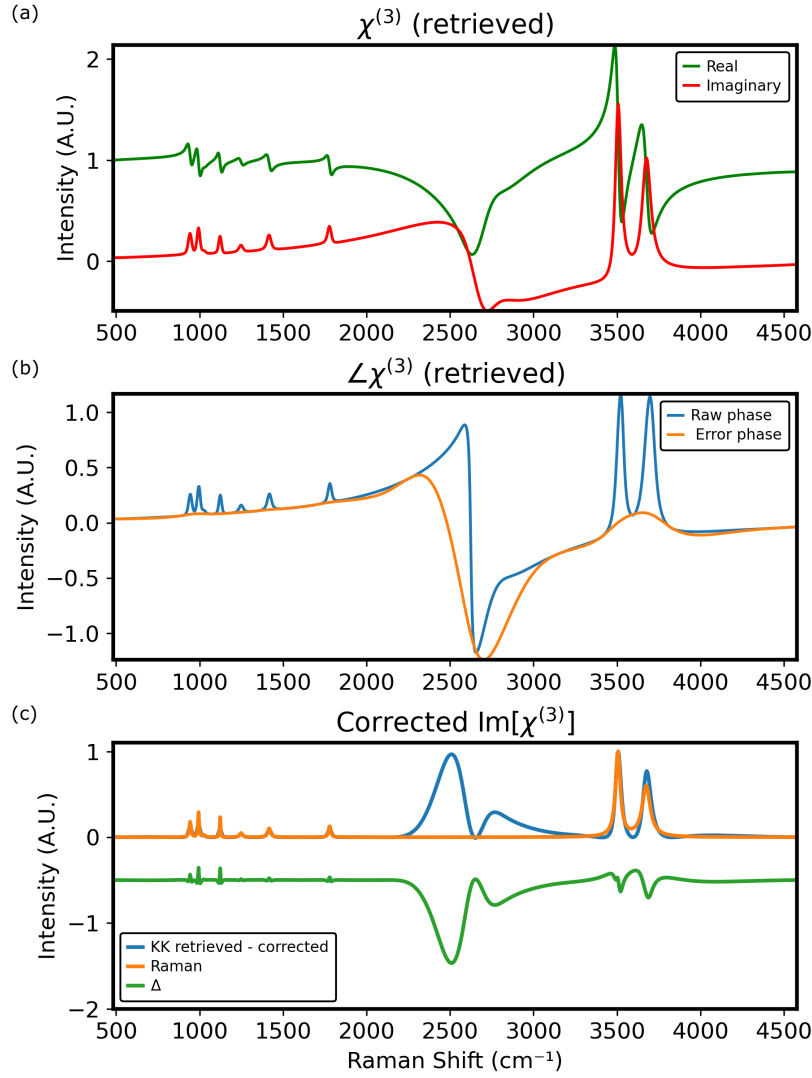 (a)
χ⁽³⁾ (retrieved)
Intensity (A.U.)
2
1
0
Real
Imaginary
500 1000 1500 2000 2500 3000 3500 4000 4500
(b)
∠χ⁽³⁾ (retrieved)
Intensity (A.U.)
1.0
0.5
0.0
−0.5
−1.0
Raw phase
Error phase
500 1000 1500 2000 2500 3000 3500 4000 4500
(c)
Corrected Im[χ⁽³⁾]
Intensity (A.U.)
1
0
−1
−2
KK retrieved - corrected
Raman
Δ
500 1000 1500 2000 2500 3000 3500 4000 4500
Raman Shift (cm⁻¹)